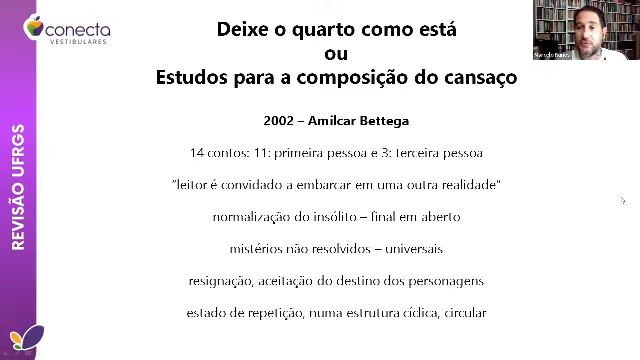 conecta
VESTIBULARES
REVISÃO UFRGS
Deixe o quarto como está
ou
Estudos para a composição do cansaço
2002 – Amilcar Bettega
14 contos: 11: primeira pessoa e 3: terceira pessoa
"leitor é convidado a embarcar em uma outra realidade"
normalização do insólito – final em aberto
mistérios não resolvidos – universais
resignação, aceitação do destino dos personagens
estado de repetição, numa estrutura cíclica, circular
Marcelo Nunes